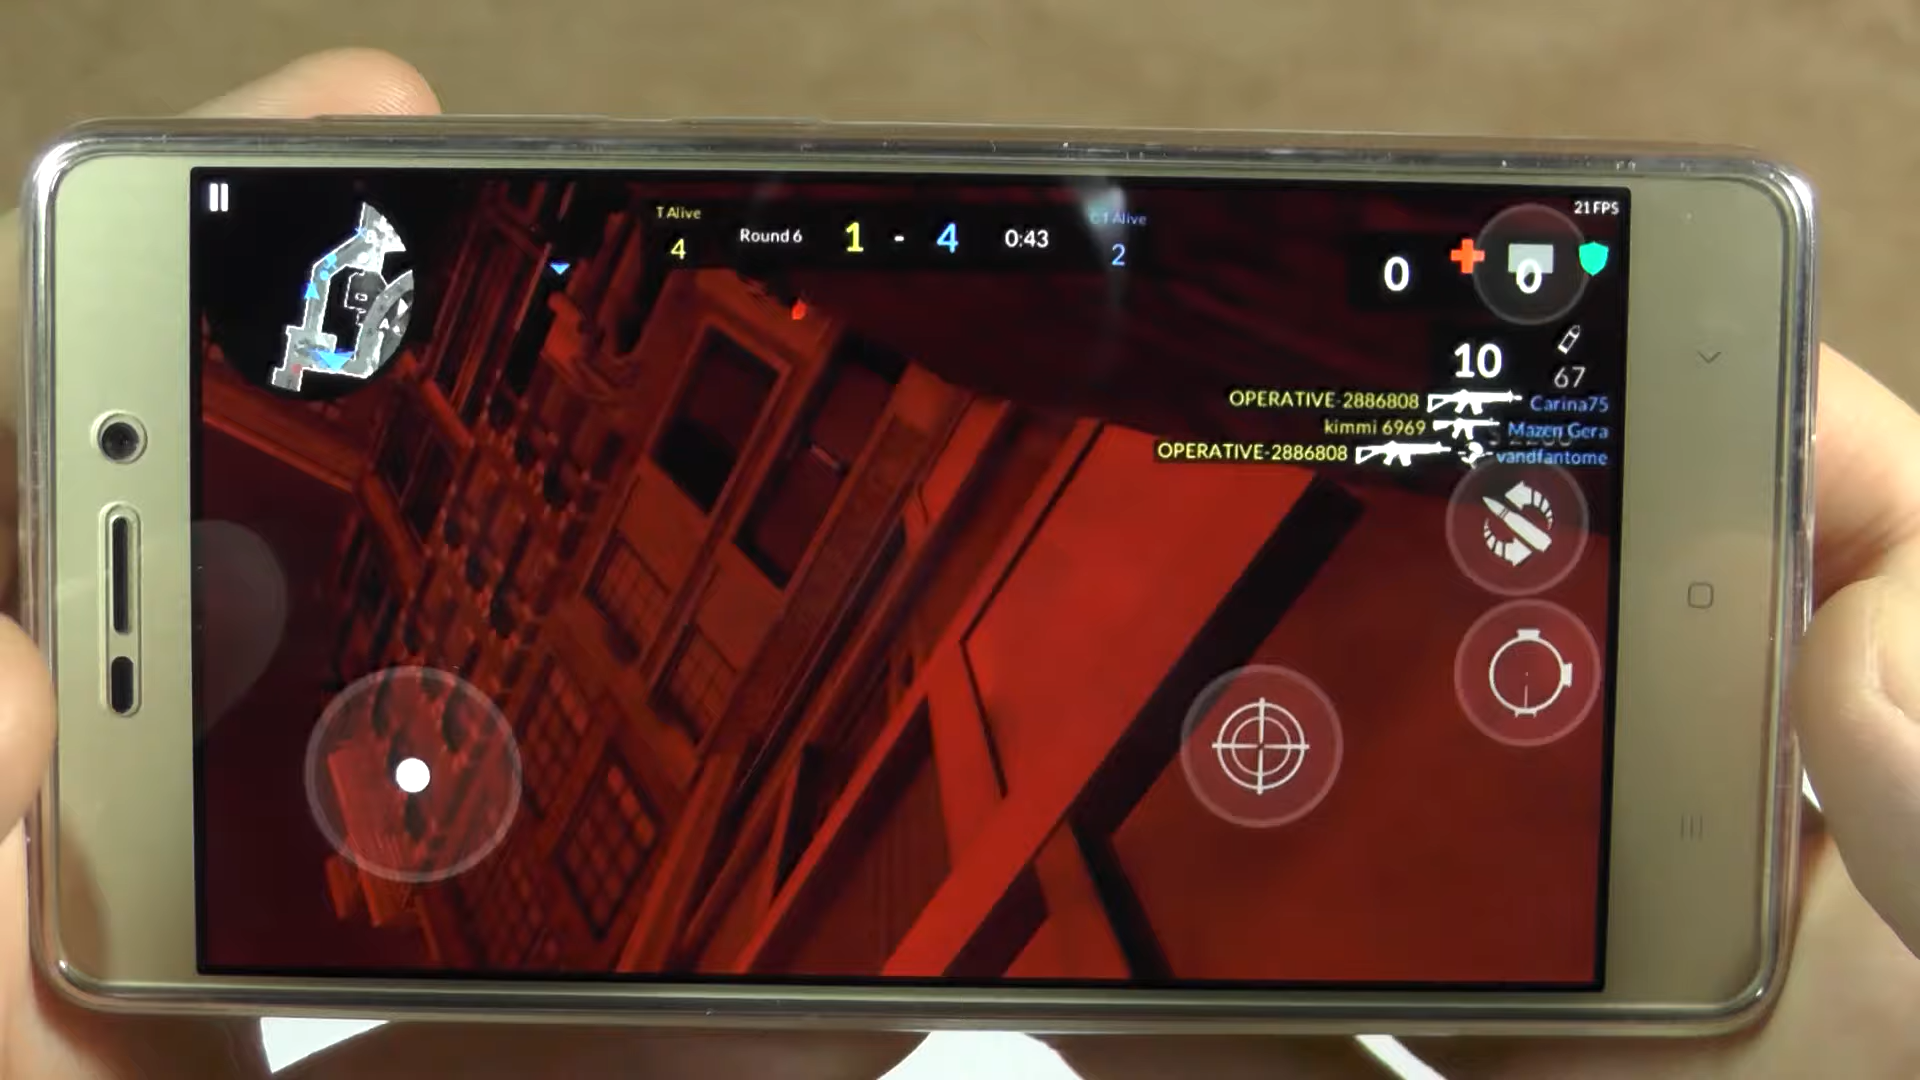 21 FPS
T Alive
4
Round 6
1 - 4
0:43
CT Alive
2
0
0
10
67
OPERATIVE-2886808 Carina75
kimmi 6969 Mazen Gera
OPERATIVE-2886808 vandfantome